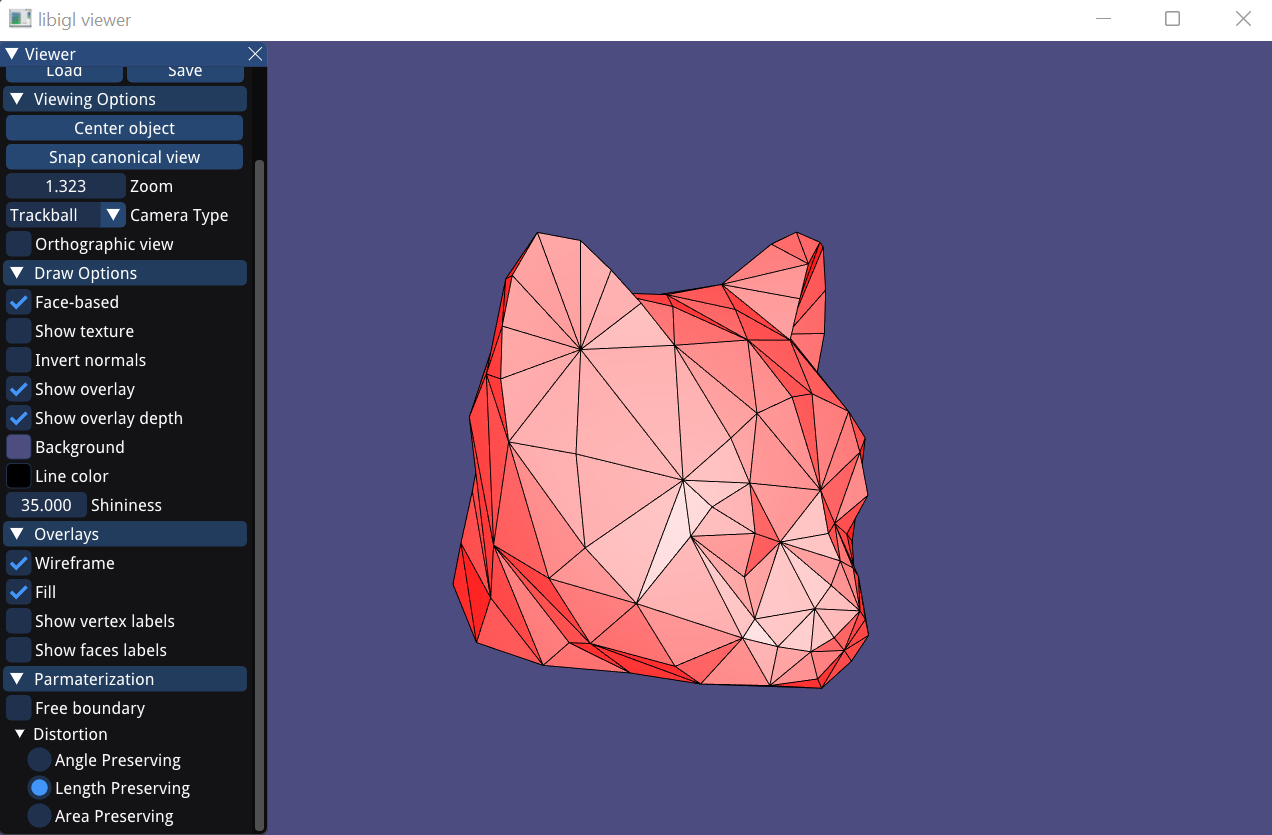 libigl viewer
Viewer
Load Save
Viewing Options
Center object
Snap canonical view
1.323 Zoom
Trackball Camera Type
Orthographic view
Draw Options
Face-based
Show texture
Invert normals
Show overlay
Show overlay depth
Background
Line color
35.000 Shininess
Overlays
Wireframe
Fill
Show vertex labels
Show faces labels
Parmaterization
Free boundary
Distortion
Angle Preserving
Length Preserving
Area Preserving